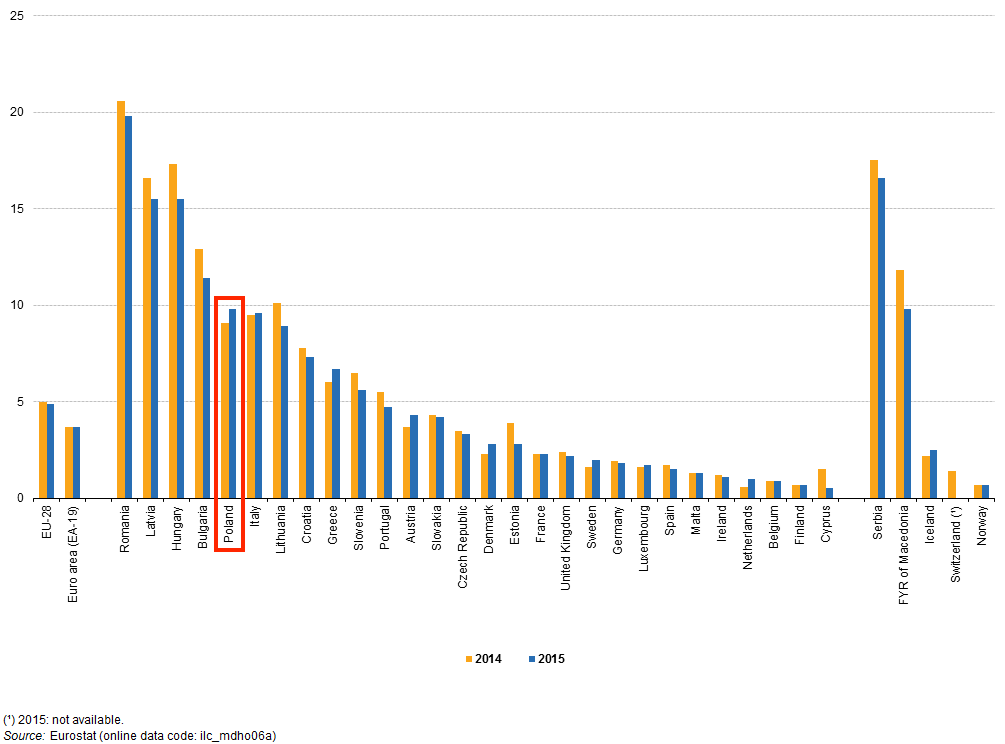 25
20
15
10
5
0
EU-28
Euro area (EA-19)
Romania
Latvia
Hungary
Bulgaria
Poland
Italy
Lithuania
Croatia
Greece
Slovenia
Portugal
Austria
Slovakia
Czech Republic
Denmark
Estonia
France
United Kingdom
Sweden
Germany
Luxembourg
Spain
Malta
Ireland
Netherlands
Belgium
Finland
Cyprus
Serbia
FYR of Macedonia
Iceland
Switzerland (¹)
Norway
2014 2015
(¹) 2015: not available.
Source: Eurostat (online data code: ilc_mdho06a)